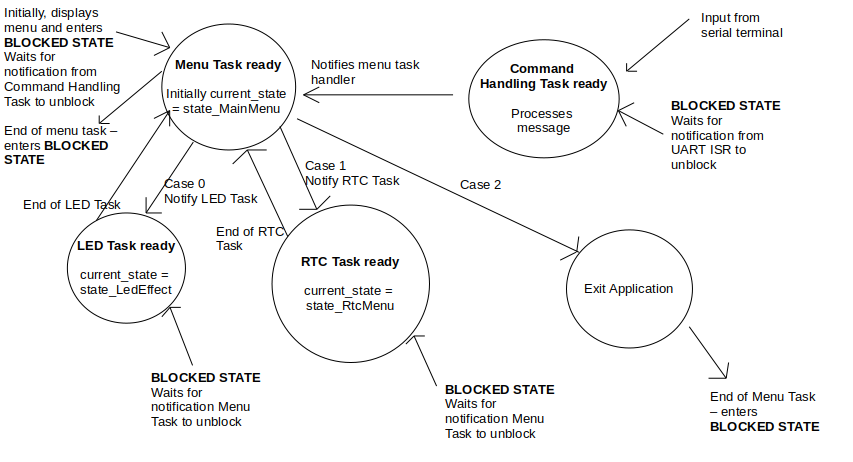 Initially, displays
menu and enters
BLOCKED STATE
Waits for
notification from
Command Handling
Task to unblock
End of menu task –
enters BLOCKED
STATE
Menu Task ready
Initially current_state
= state_MainMenu
Notifies menu task
handler
Command
Handling Task ready
Processes
message
Input from
serial terminal
BLOCKED STATE
Waits for
notification from
UART ISR to
unblock
End of LED Task
Case 0
Notify LED Task
Case 1
Notify RTC Task
Case 2
End of RTC
Task
LED Task ready
current_state =
state_LedEffect
RTC Task ready
current_state =
state_RtcMenu
Exit Application
BLOCKED STATE
Waits for
notification Menu
Task to unblock
BLOCKED STATE
Waits for
notification Menu
Task to unblock
End of Menu Task
– enters
BLOCKED STATE